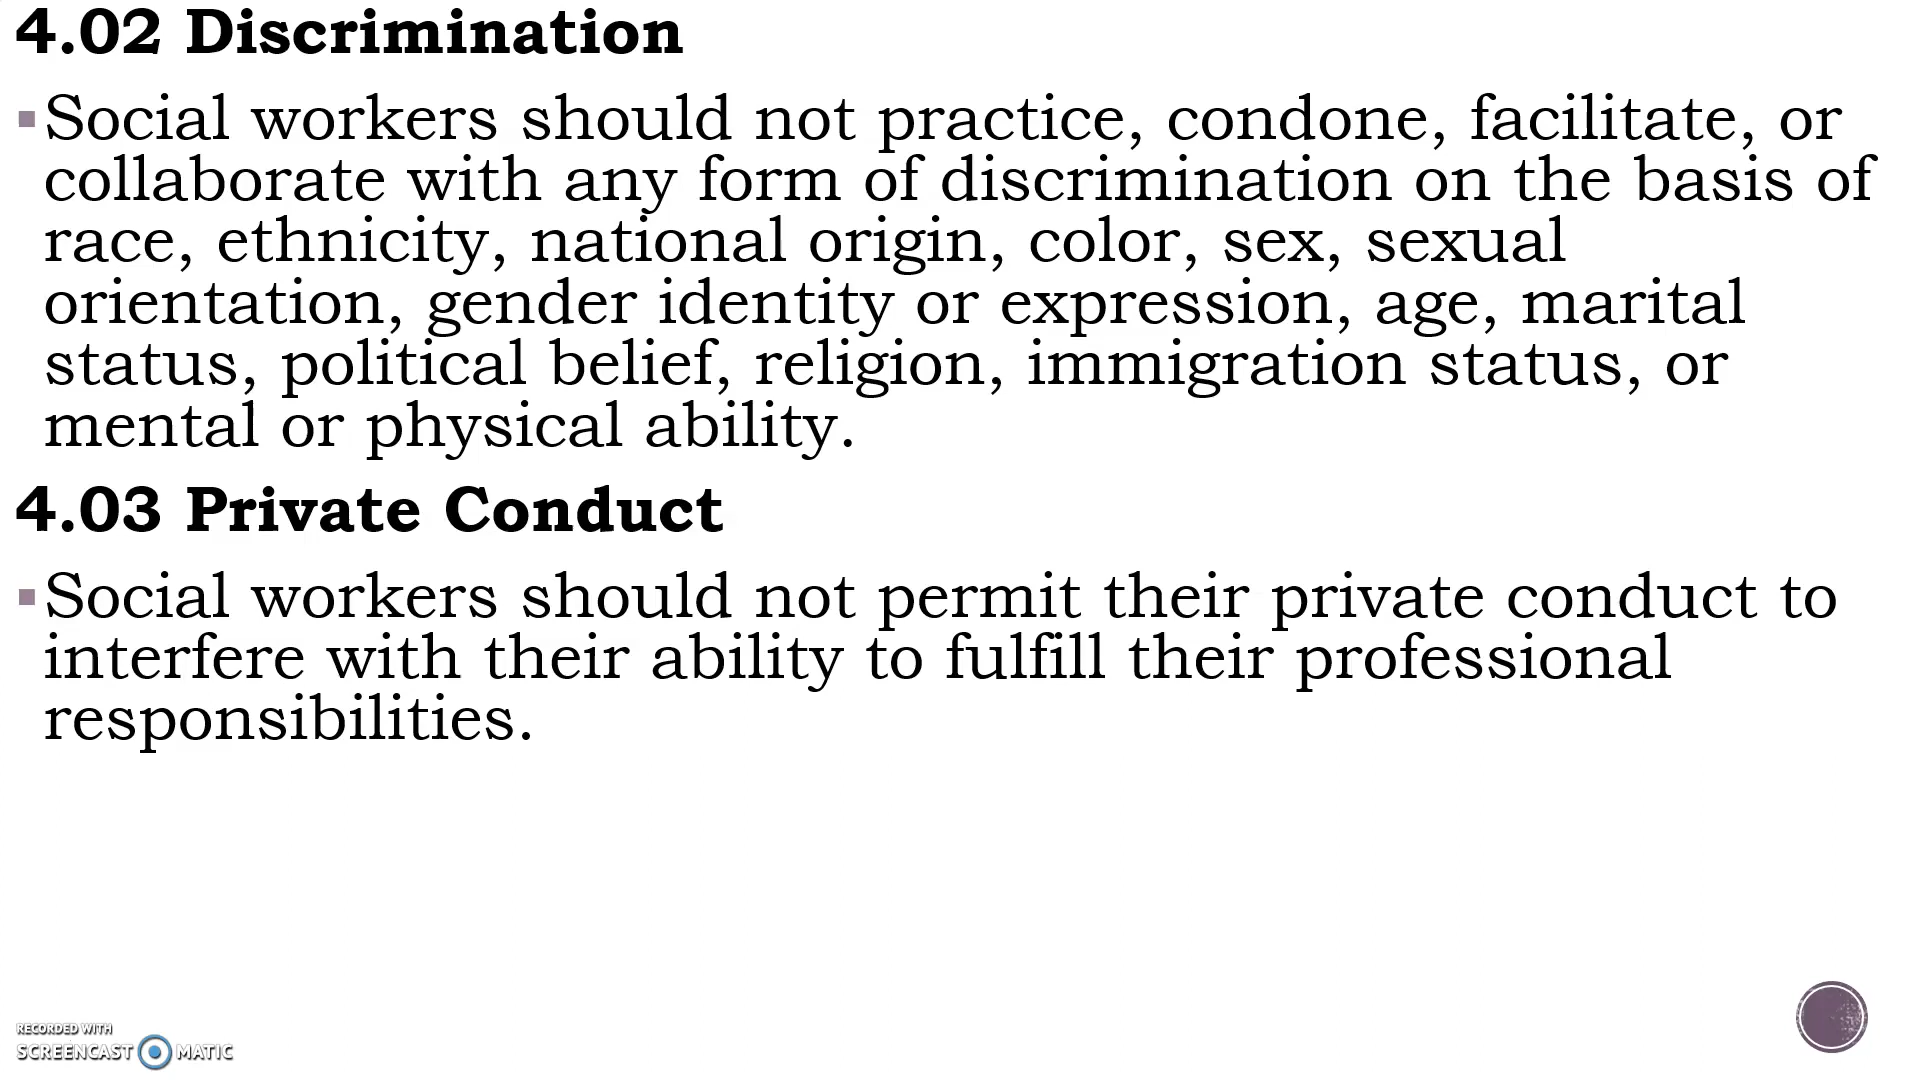 4.02 Discrimination
▪Social workers should not practice, condone, facilitate, or
collaborate with any form of discrimination on the basis of
race, ethnicity, national origin, color, sex, sexual
orientation, gender identity or expression, age, marital
status, political belief, religion, immigration status, or
mental or physical ability.
4.03 Private Conduct
▪Social workers should not permit their private conduct to
interfere with their ability to fulfill their professional
responsibilities.
RECORDED WITH
SCREENCAST MATIC